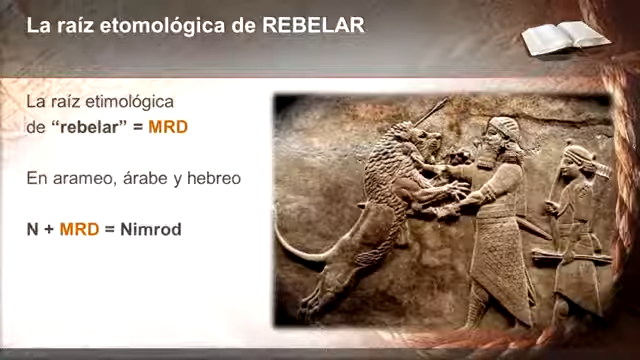 La raíz etomológica de REBELAR
La raíz etimológica
de “rebelar” = MRD
En arameo, árabe y hebreo
N + MRD = Nimrod